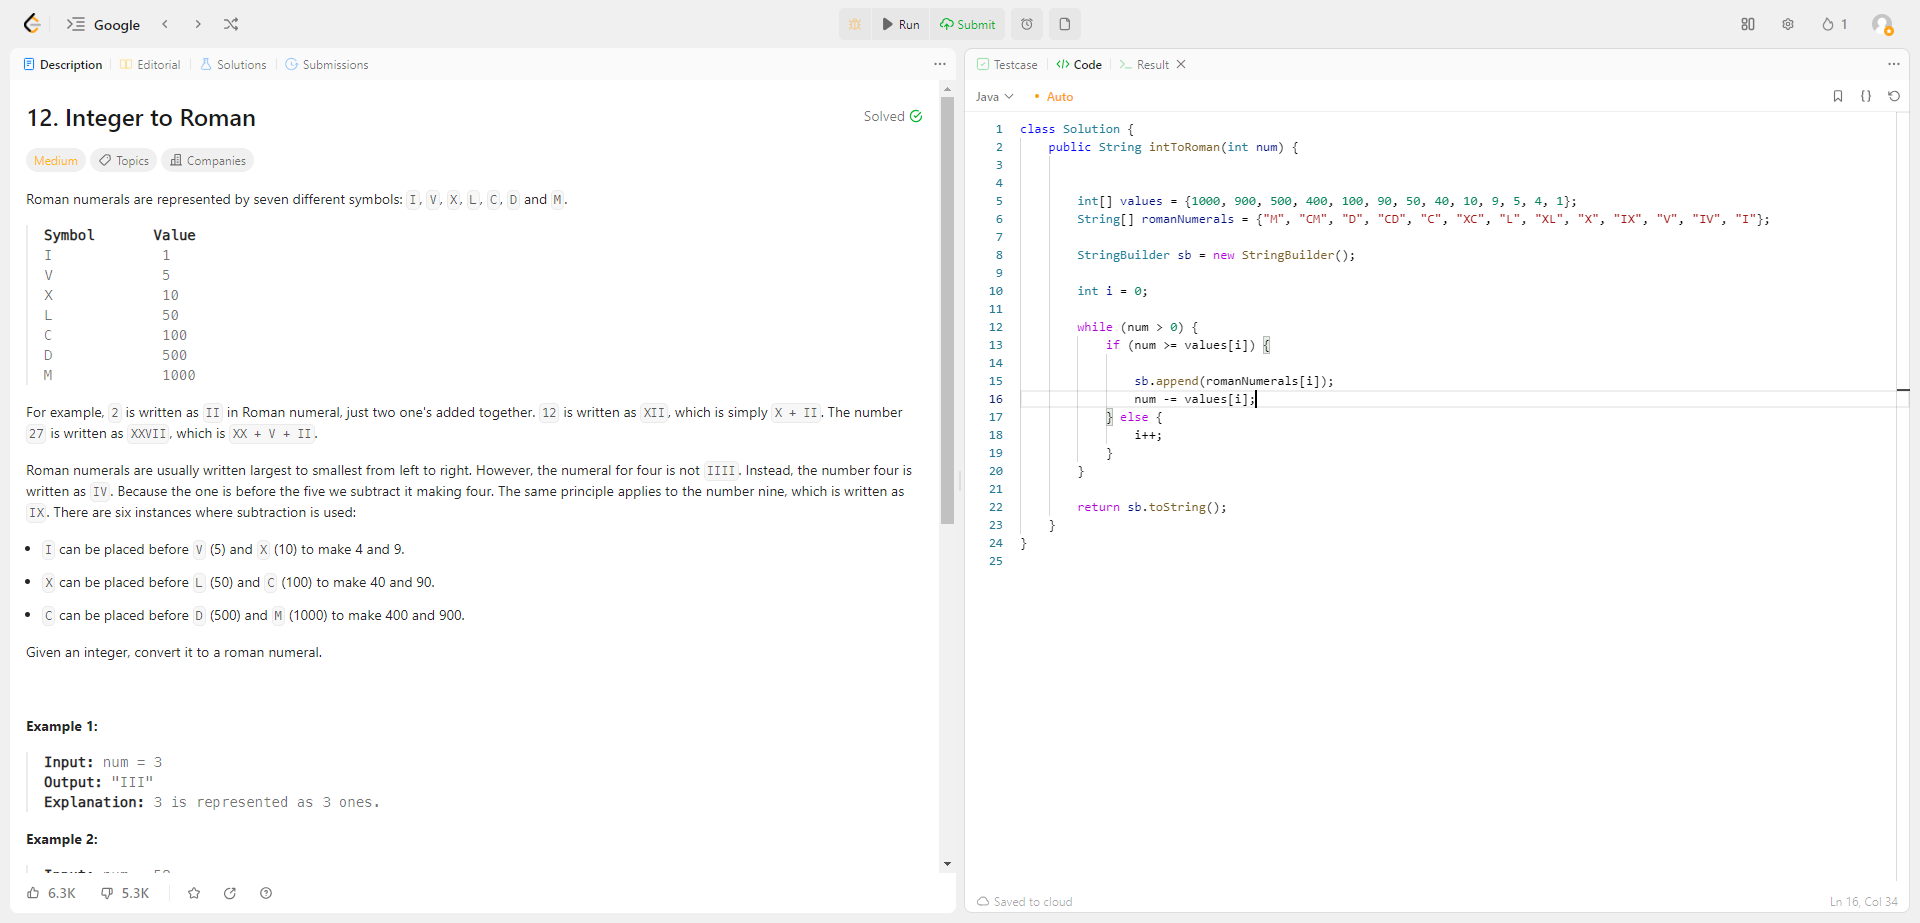 Google
Run
Submit
1
Description
Editorial
Solutions
Submissions
12. Integer to Roman
Solved
Medium
Topics
Companies
Roman numerals are represented by seven different symbols: I, V, X, L, C, D and M.
Symbol Value
I 1
V 5
X 10
L 50
C 100
D 500
M 1000
For example, 2 is written as II in Roman numeral, just two one's added together. 12 is written as XII, which is simply X + II. The number
27 is written as XXVII, which is XX + V + II.
Roman numerals are usually written largest to smallest from left to right. However, the numeral for four is not IIII. Instead, the number four is
written as IV. Because the one is before the five we subtract it making four. The same principle applies to the number nine, which is written as
IX. There are six instances where subtraction is used:
• I can be placed before V (5) and X (10) to make 4 and 9.
• X can be placed before L (50) and C (100) to make 40 and 90.
• C can be placed before D (500) and M (1000) to make 400 and 900.
Given an integer, convert it to a roman numeral.
Example 1:
Input: num = 3
Output: "III"
Explanation: 3 is represented as 3 ones.
Example 2:
6.3K
5.3K
Testcase
Code
Result
Java
• Auto
1 class Solution {
2 public String intToRoman(int num) {
3
4
5 int[] values = {1000, 900, 500, 400, 100, 90, 50, 40, 10, 9, 5, 4, 1};
6 String[] romanNumerals = {"M", "CM", "D", "CD", "C", "XC", "L", "XL", "X", "IX", "V", "IV", "I"};
7
8 StringBuilder sb = new StringBuilder();
9
10 int i = 0;
11
12 while (num > 0) {
13 if (num >= values[i]) {
14
15 sb.append(romanNumerals[i]);
16 num -= values[i];
17 } else {
18 i++;
19 }
20 }
21
22 return sb.toString();
23 }
24 }
25
Saved to cloud
Ln 16, Col 34